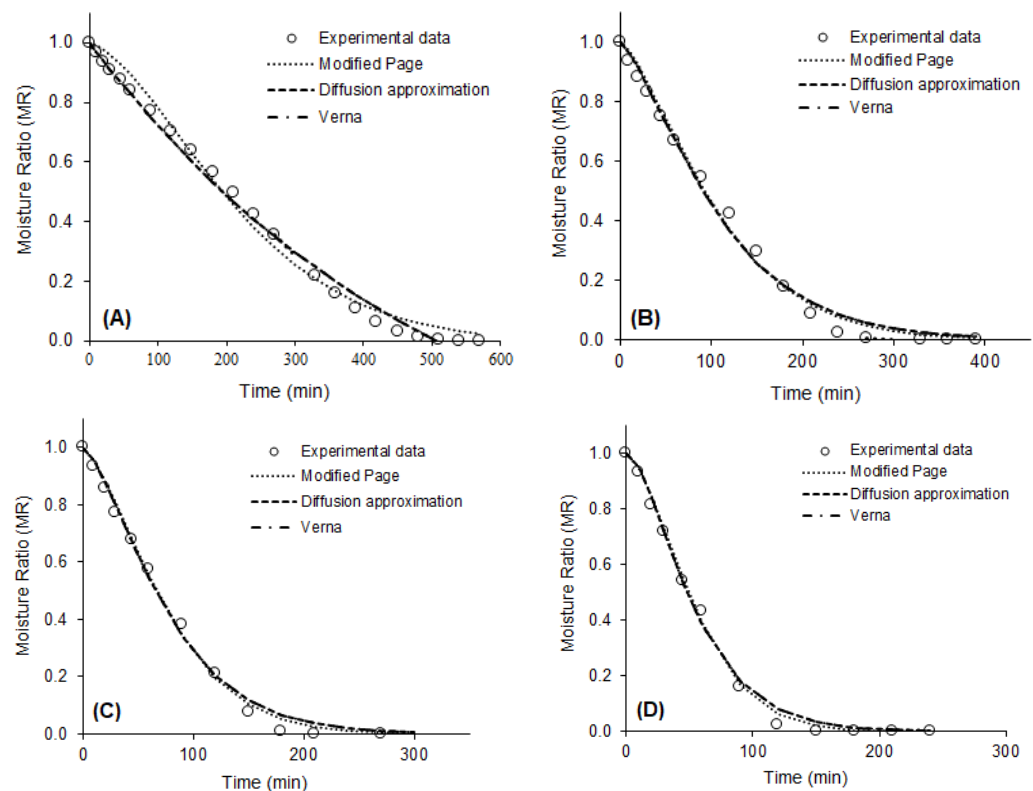 1.0
0.8
0.6
0.4
0.2
0.0
Moisture Ratio (MR)
Experimental data
Modified Page
Diffusion approximation
Verna
(A)
0 100 200 300 400 500 600
Time (min)
1.0
0.8
0.6
0.4
0.2
0.0
Moisture Ratio (MR)
Experimental data
Modified Page
Diffusion approximation
Verna
(B)
0 100 200 300 400
Time (min)
1.0
0.8
0.6
0.4
0.2
0.0
Moisture Ratio (MR)
Experimental data
Modified Page
Diffusion approximation
Verna
(C)
0 100 200 300
Time (min)
1.0
0.8
0.6
0.4
0.2
0.0
Moisture Ratio (MR)
Experimental data
Modified Page
Diffusion approximation
Verna
(D)
0 100 200 300
Time (min)